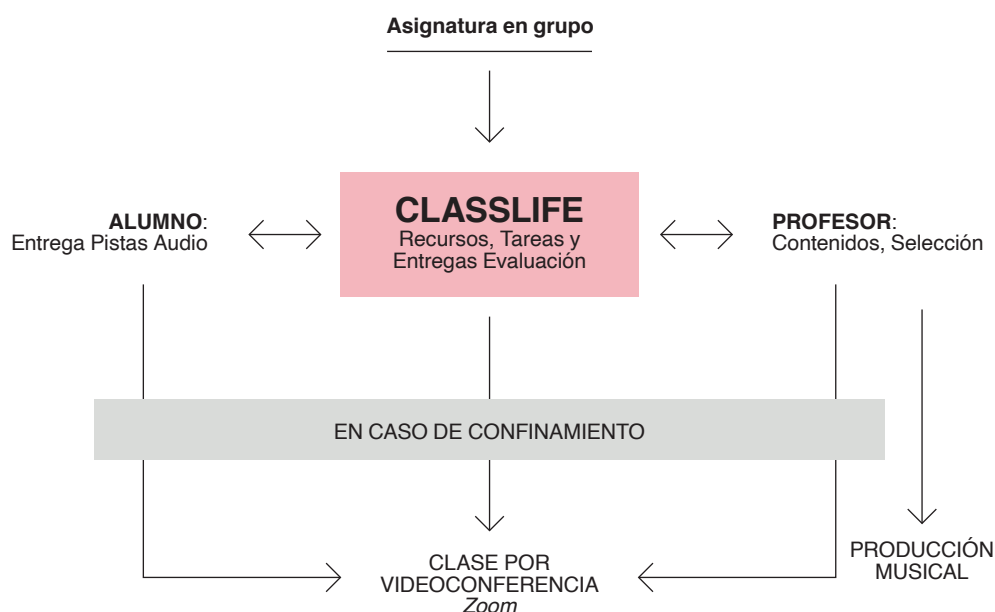 Asignatura en grupo
ALUMNO:
Entrega Pistas Audio
CLASSLIFE
Recursos, Tareas y
Entregas Evaluación
PROFESOR:
Contenidos, Selección
EN CASO DE CONFINAMIENTO
CLASE POR
VIDEOCONFERENCIA
Zoom
PRODUCCIÓN
MUSICAL